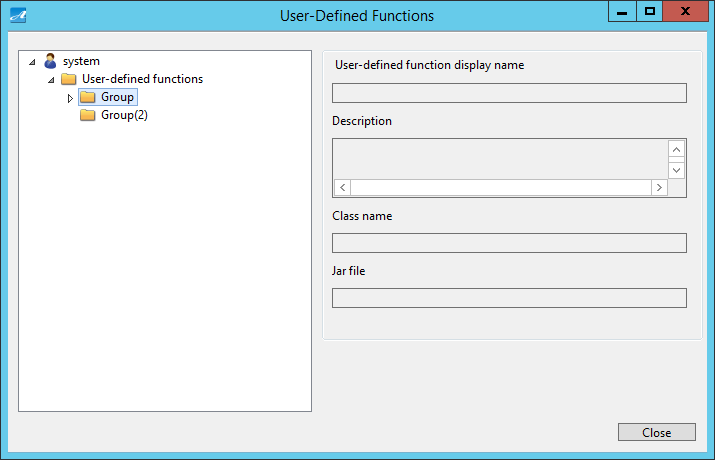 User-Defined Functions
system
User-defined functions
Group
Group(2)
User-defined function display name
Description
Class name
Jar file
Close